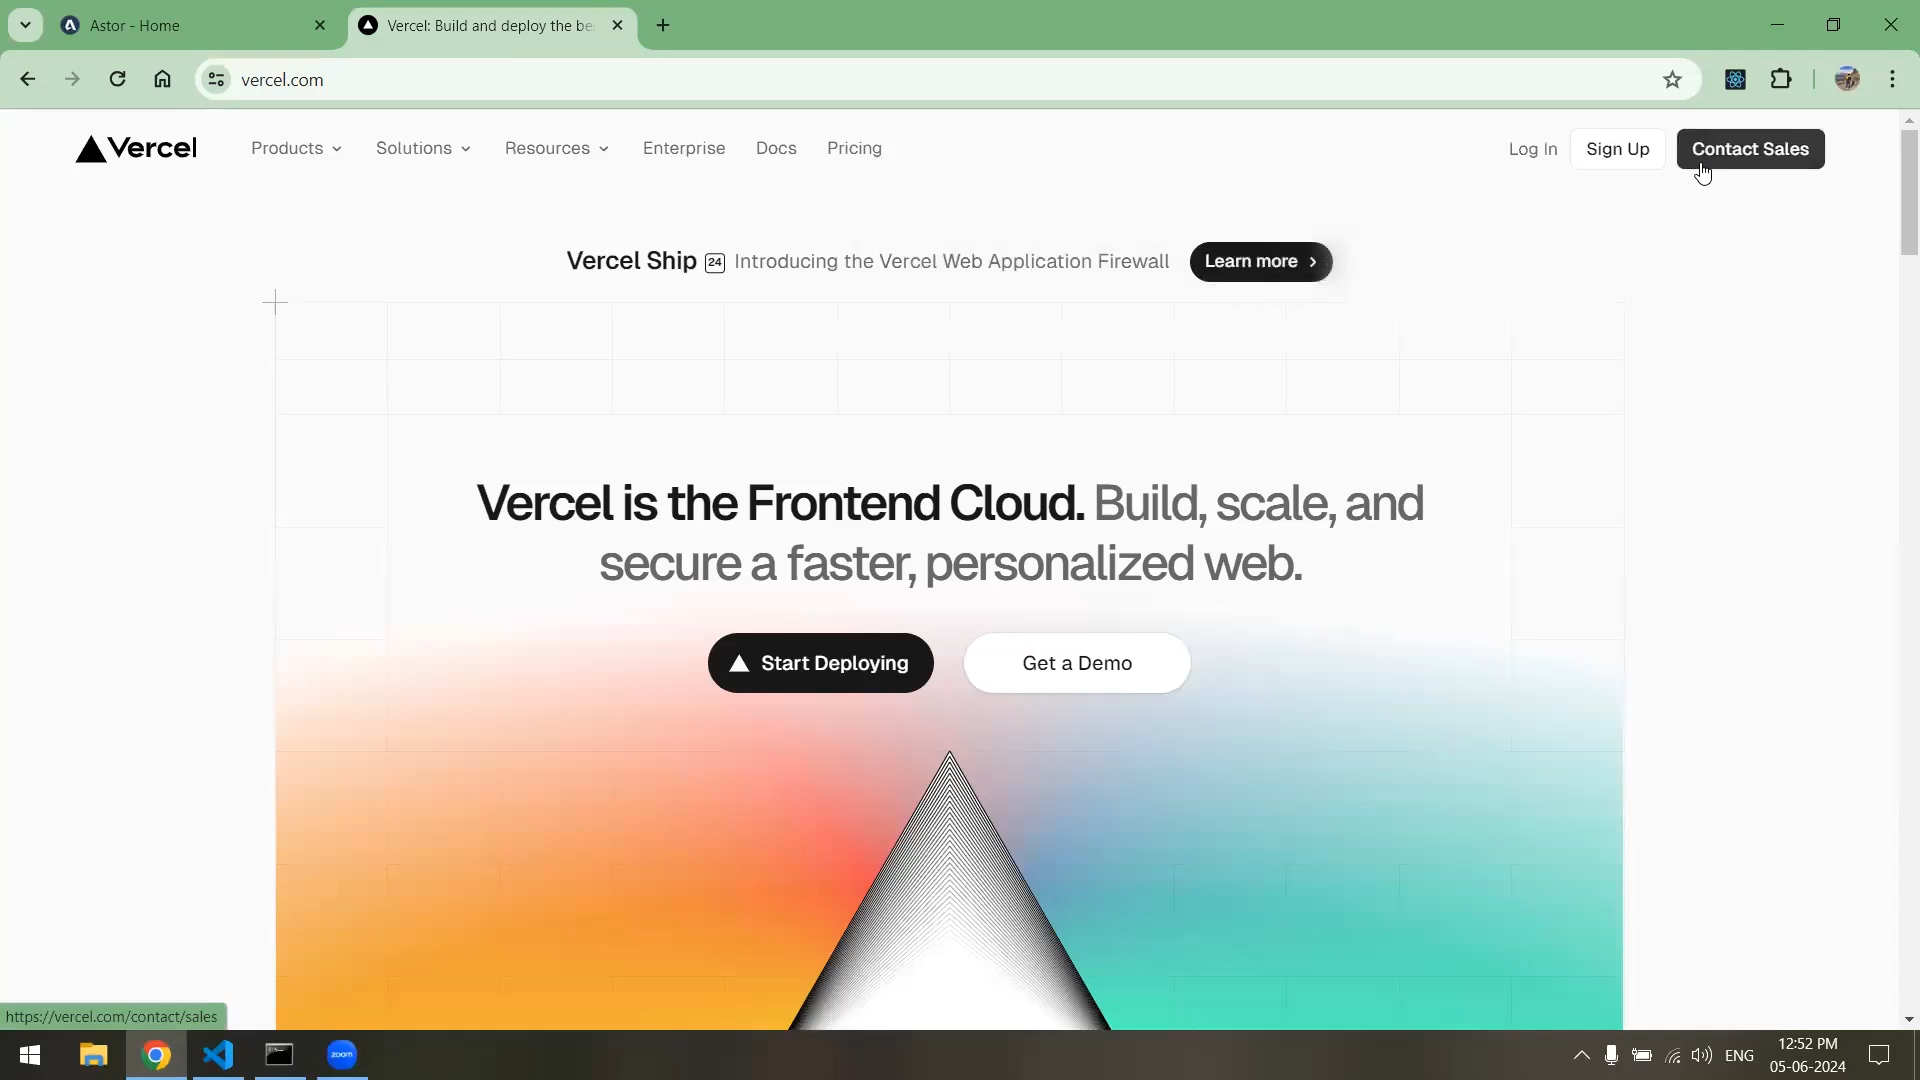 Astor - Home
Vercel: Build and deploy the be
vercel.com
Vercel
Products
Solutions
Resources
Enterprise
Docs
Pricing
Log In
Sign Up
Contact Sales
Vercel Ship 24 Introducing the Vercel Web Application Firewall Learn more
Vercel is the Frontend Cloud. Build, scale, and
secure a faster, personalized web.
Start Deploying
Get a Demo
https://vercel.com/contact/sales
zoom
ENG
12:52 PM
05-06-2024